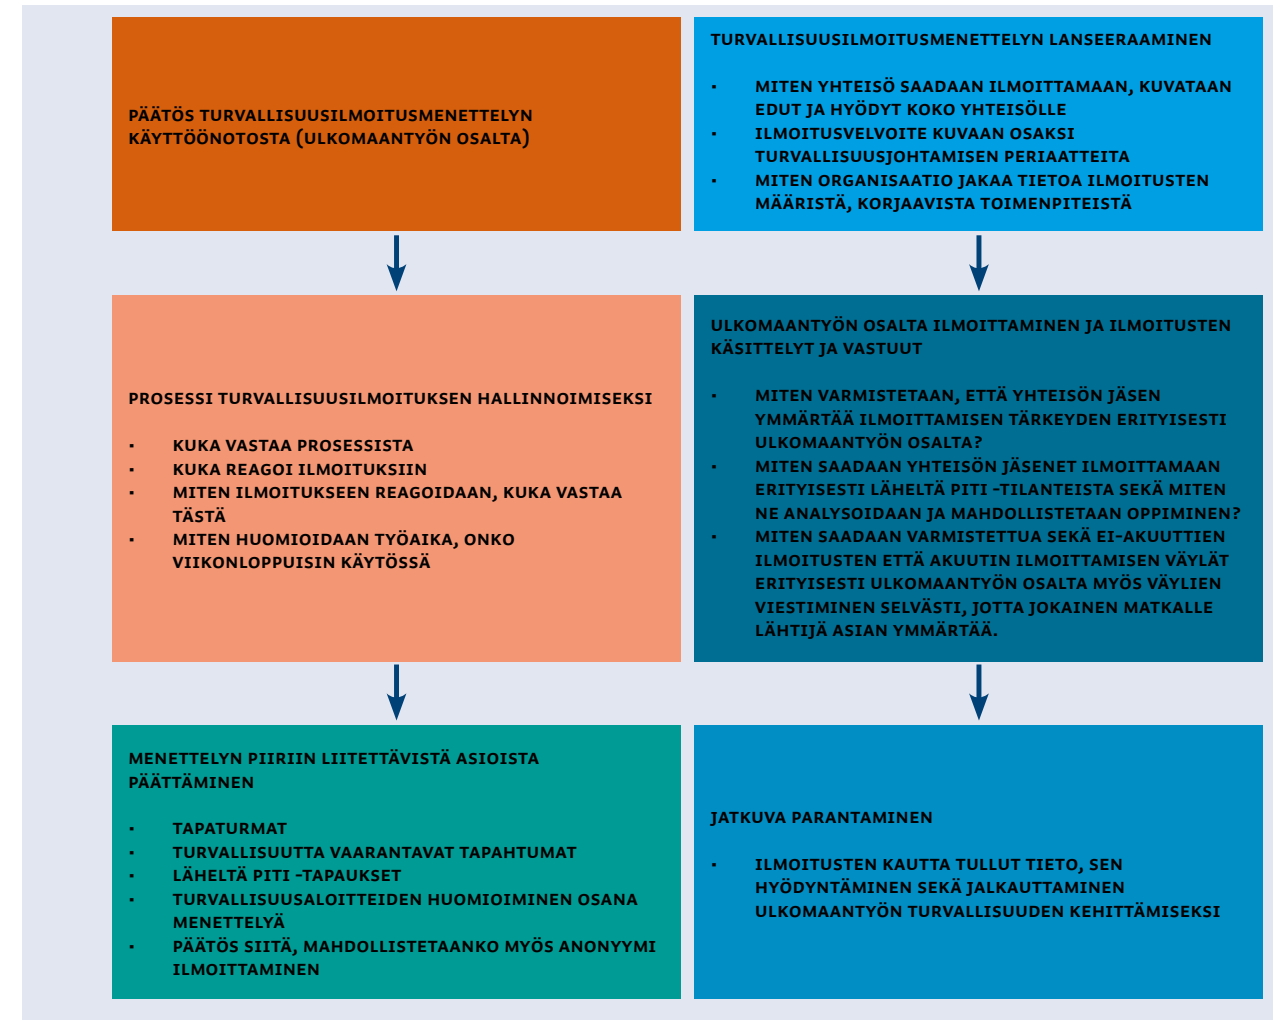 PÄÄTÖS TURVALLISUUSILMOITUSMENETTELYN
KÄYTTÖÖNOTOSTA (ULKOMAANTYÖN OSALTA)
PROSESSI TURVALLISUUSILMOITUKSEN HALLINNOIMISEKSI
• KUKA VASTAA PROSESSISTA
• KUKA REAGOI ILMOITUKSIIN
• MITEN ILMOITUKSEEN REAGOIDAAN, KUKA VASTAA
TÄSTÄ
• MITEN HUOMIOIDAAN TYÖAIKA, ONKO
VIIKONLOPPUISIN KÄYTÖSSÄ
MENETTELYN PIIRIIN LIITETTÄVISTÄ ASIOISTA
PÄÄTTÄMINEN
• TAPATURMAT
• TURVALLISUUTTA VAARANTAVAT TAPAHTUMAT
• LÄHELTÄ PITI -TAPAUKSET
• TURVALLISUUSALOITTEIDEN HUOMIOIMINEN OSANA
MENETTELYÄ
• PÄÄTÖS SIITÄ, MAHDOLLISTETAANKO MYÖS ANONYYMI
ILMOITTAMINEN
TURVALLISUUSILMOITUSMENETTELYN LANSEERAAMINEN
• MITEN YHTEISÖ SAADAAN ILMOITTAMAAN, KUVATAAN
EDUT JA HYÖDYT KOKO YHTEISÖLLE
• ILMOITUSVELVOITE KUVAAN OSAKSI
TURVALLISUUSJOHTAMISEN PERIAATTEITA
• MITEN ORGANISAATIO JAKAA TIETOA ILMOITUSTEN
MÄÄRISTÄ, KORJAAVISTA TOIMENPITEISTÄ
ULKOMAANTYÖN OSALTA ILMOITTAMINEN JA ILMOITUSTEN
KÄSITTELYT JA VASTUUT
• MITEN VARMISTETAAN, ETTÄ YHTEISÖN JÄSEN
YMMÄRTÄÄ ILMOITTAMISEN TÄRKEYDEN ERITYISESTI
ULKOMAANTYÖN OSALTA?
• MITEN SAADAAN YHTEISÖN JÄSENET ILMOITTAMAAN
ERITYISESTI LÄHELTÄ PITI -TILANTEISTA SEKÄ MITEN
NE ANALYSOIDAAN JA MAHDOLLISTETAAN OPPIMINEN?
• MITEN SAADAAN VARMISTETTUA SEKÄ EI-AKUUTTIEN
ILMOITUSTEN ETTÄ AKUUTIN ILMOITTAMISEN VÄYLÄT
ERITYISESTI ULKOMAANTYÖN OSALTA MYÖS VÄYLIEN
VIESTIMINEN SELVÄSTI, JOTTA JOKAINEN MATKALLE
LÄHTIJÄ ASIAN YMMÄRTÄÄ.
JATKUVA PARANTAMINEN
• ILMOITUSTEN KAUTTA TULLUT TIETO, SEN
HYÖDYNTÄMINEN SEKÄ JALKAUTTAMINEN
ULKOMAANTYÖN TURVALLISUUDEN KEHITTÄMISEKSI